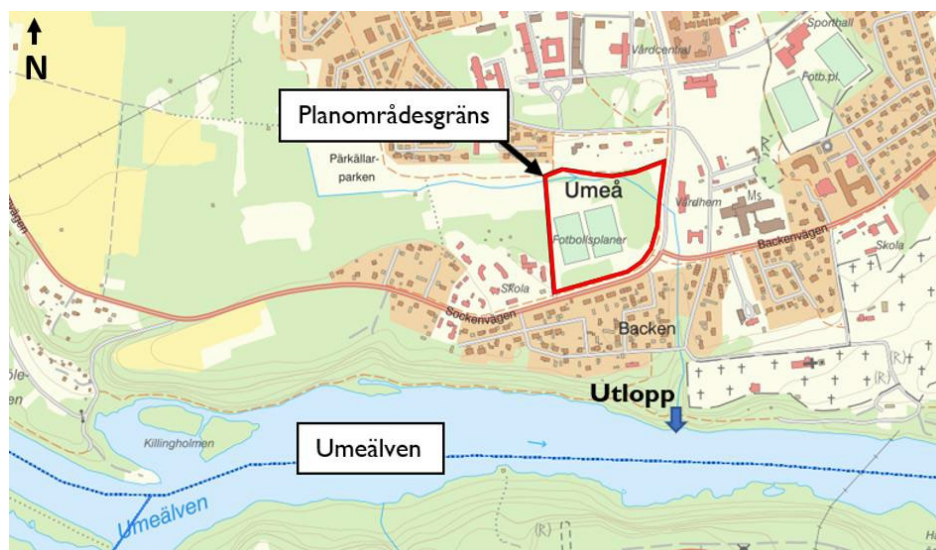 N
Sporthall
Vårdcentral
Fotb.pl.
Planområdesgräns
Pärkällar-
parken
Umeå
Vårdhem
Ms
(R)
Fotbollsplaner
Backenvägen
Skola
Skola
Sockenvägen
Backen
(R)
(R)
Utlopp
Killingholmen
Umeälven
Umeälven
(R)
(R)